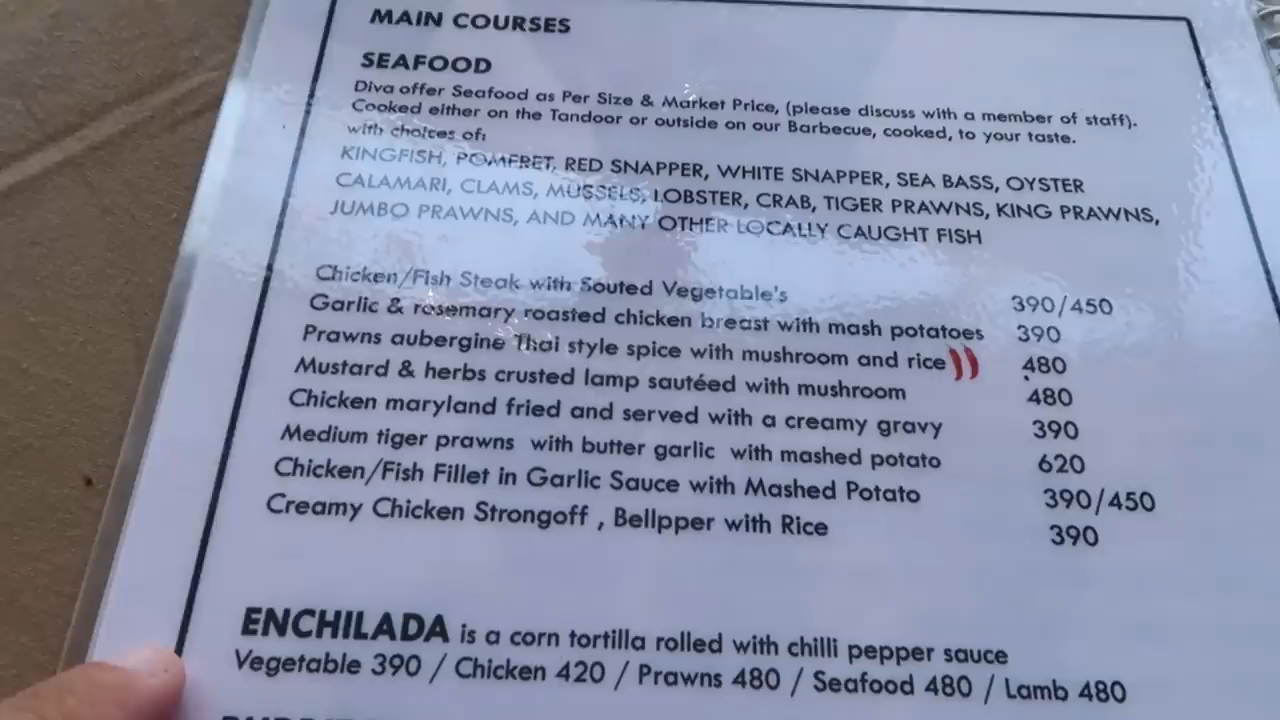 MAIN COURSES
SEAFOOD
Diva offer Seafood as Per Size & Market Price, (please discuss with a member of staff).
Cooked either on the Tandoor or outside on our Barbecue, cooked, to your taste.
with choices of:
KINGFISH, POMFRET, RED SNAPPER, WHITE SNAPPER, SEA BASS, OYSTER
CALAMARI, CLAMS, MUSSELS, LOBSTER, CRAB, TIGER PRAWNS, KING PRAWNS,
JUMBO PRAWNS, AND MANY OTHER LOCALLY CAUGHT FISH
Chicken/Fish Steak with Souted Vegetable's 390/450
Garlic & rosemary roasted chicken breast with mash potatoes 390
Prawns aubergine Thai style spice with mushroom and rice 480
Mustard & herbs crusted lamp sautéed with mushroom 480
Chicken maryland fried and served with a creamy gravy 390
Medium tiger prawns with butter garlic with mashed potato 620
Chicken/Fish Fillet in Garlic Sauce with Mashed Potato 390/450
Creamy Chicken Strongoff , Bellpper with Rice 390
ENCHILADA is a corn tortilla rolled with chilli pepper sauce
Vegetable 390 / Chicken 420 / Prawns 480 / Seafood 480 / Lamb 480